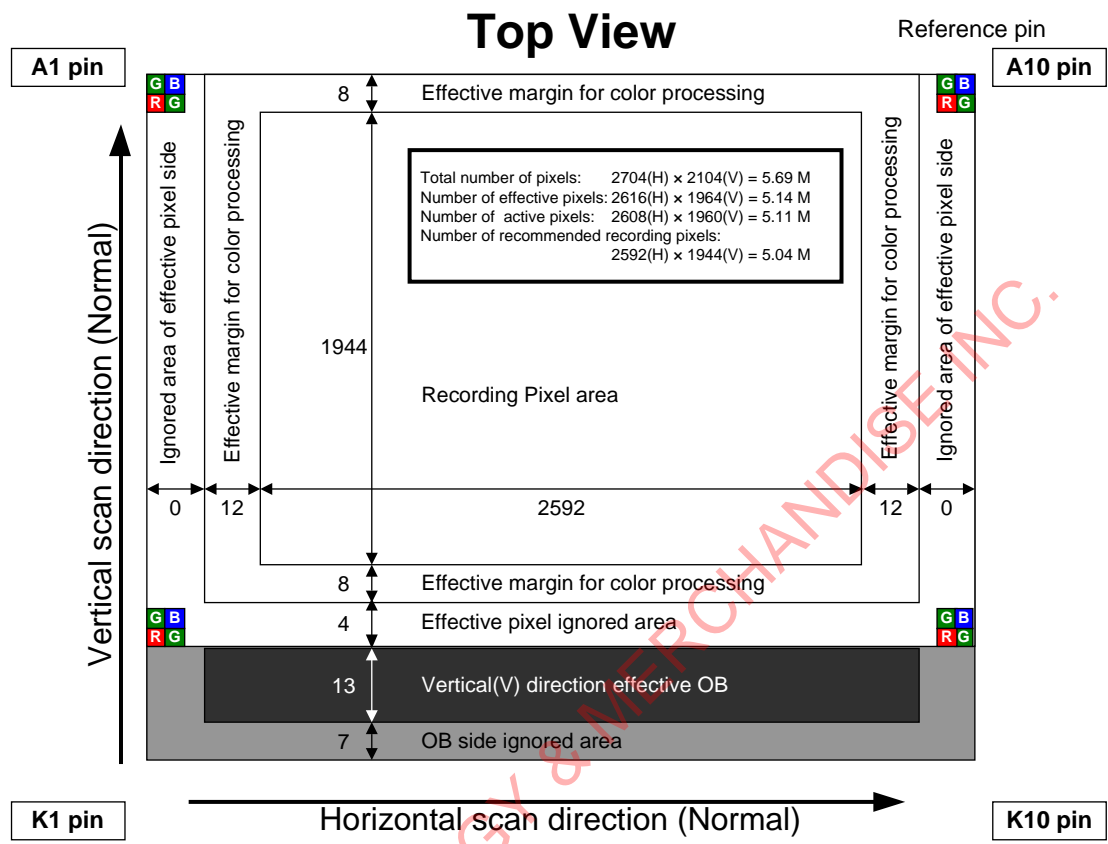 Top View
Reference pin
A1 pin
A10 pin
G B
R G
G B
R G
8
Effective margin for color processing
Ignored area of effective pixel side
Effective margin for color processing
Effective margin for color processing
Ignored area of effective pixel side
Total number of pixels: 2704(H) × 2104(V) = 5.69 M
Number of effective pixels: 2616(H) × 1964(V) = 5.14 M
Number of active pixels: 2608(H) × 1960(V) = 5.11 M
Number of recommended recording pixels:
2592(H) × 1944(V) = 5.04 M
Vertical scan direction (Normal)
1944
Recording Pixel area
0
12
2592
12
0
8
Effective margin for color processing
4
Effective pixel ignored area
G B
R G
G B
R G
13
Vertical(V) direction effective OB
7
OB side ignored area
K1 pin
Horizontal scan direction (Normal)
K10 pin
GY & MERCHANDISE INC.